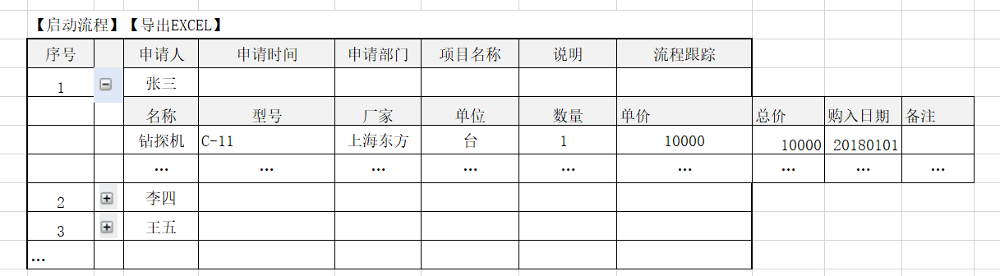 【启动流程】【导出EXCEL】
序号 申请人 申请时间 申请部门 项目名称 说明 流程跟踪
1 张三
名称 型号 厂家 单位 数量 单价 总价 购入日期 备注
钻探机 C-11 上海东方 台 1 10000 10000 20180101
… … … … … … … … …
2 李四
3 王五
…